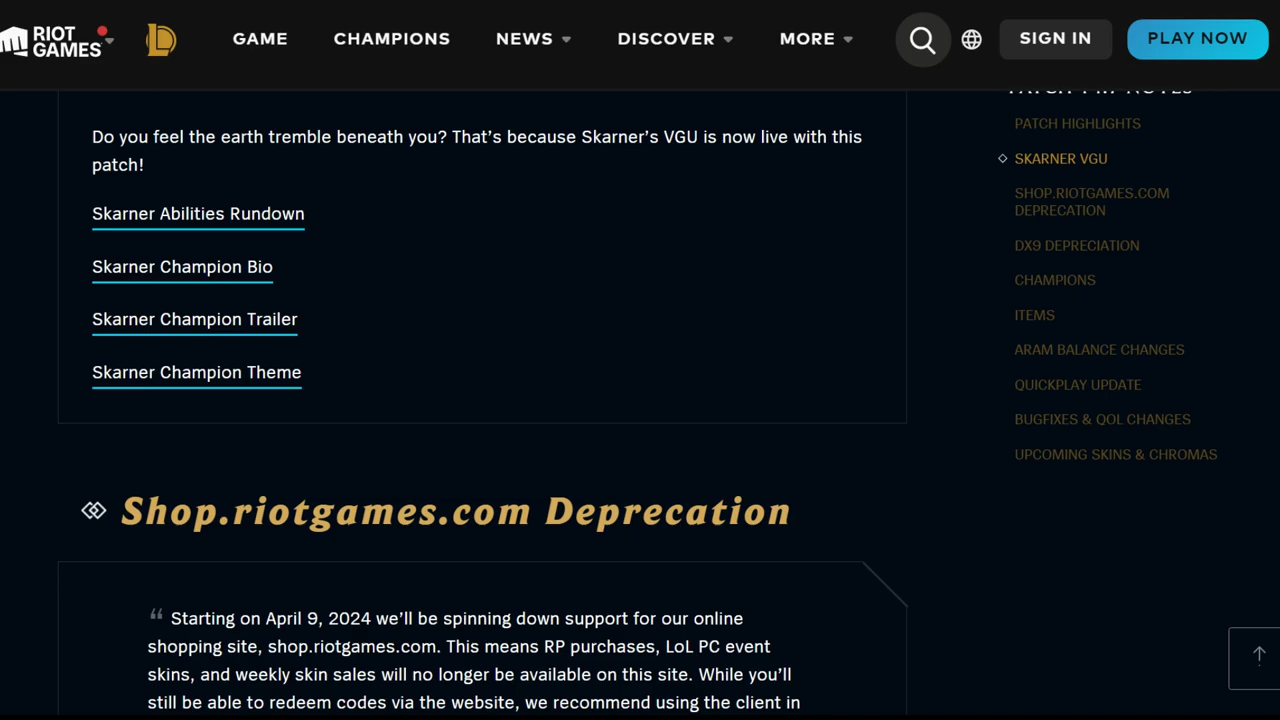 RIOT
GAMES
GAME
CHAMPIONS
NEWS
DISCOVER
MORE
SIGN IN
PLAY NOW
Do you feel the earth tremble beneath you? That’s because Skarner’s VGU is now live with this
patch!
Skarner Abilities Rundown
Skarner Champion Bio
Skarner Champion Trailer
Skarner Champion Theme
Shop.riotgames.com Deprecation
“ Starting on April 9, 2024 we’ll be spinning down support for our online
shopping site, shop.riotgames.com. This means RP purchases, LoL PC event
skins, and weekly skin sales will no longer be available on this site. While you’ll
still be able to redeem codes via the website, we recommend using the client in
PATCH HIGHLIGHTS
SKARNER VGU
SHOP.RIOTGAMES.COM
DEPRECATION
DX9 DEPRECIATION
CHAMPIONS
ITEMS
ARAM BALANCE CHANGES
QUICKPLAY UPDATE
BUGFIXES & QOL CHANGES
UPCOMING SKINS & CHROMAS